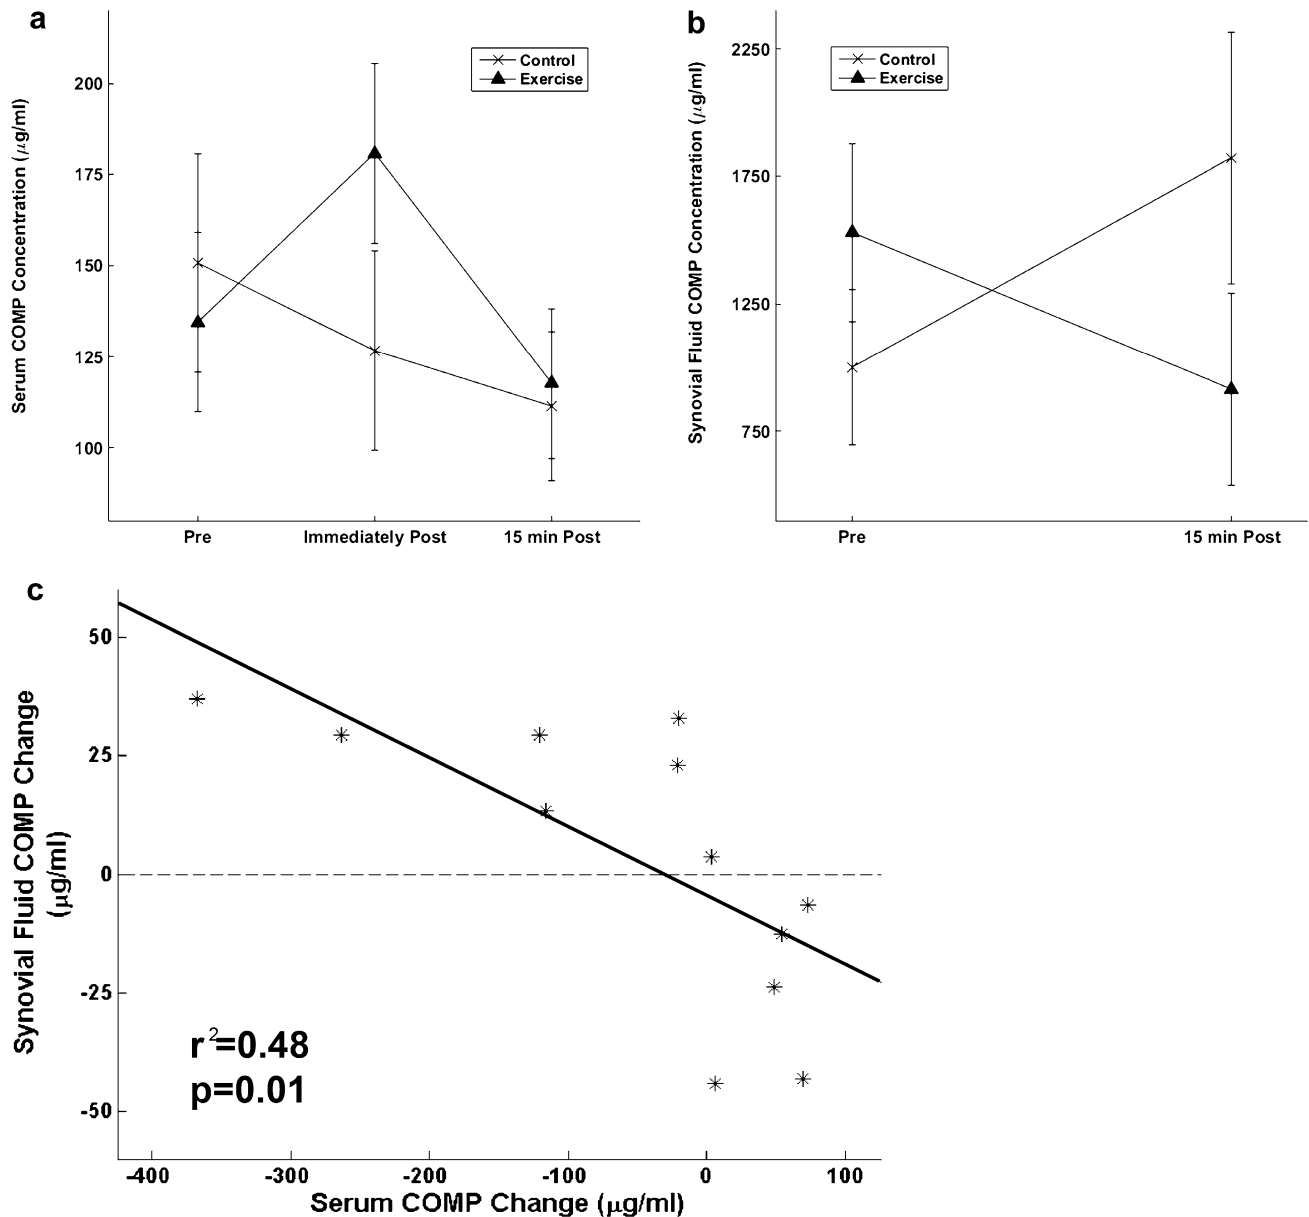 a
Serum COMP Concentration (μg/ml)
200
175
150
125
100
Control
Exercise
Pre
Immediately Post
15 min Post
b
Synovial Fluid COMP Concentration (μg/ml)
2250
1750
1250
750
Control
Exercise
Pre
15 min Post
c
Synovial Fluid COMP Change
(μg/ml)
50
25
0
-25
-50
r²=0.48
p=0.01
-400
-300
-200
-100
0
100
Serum COMP Change (μg/ml)